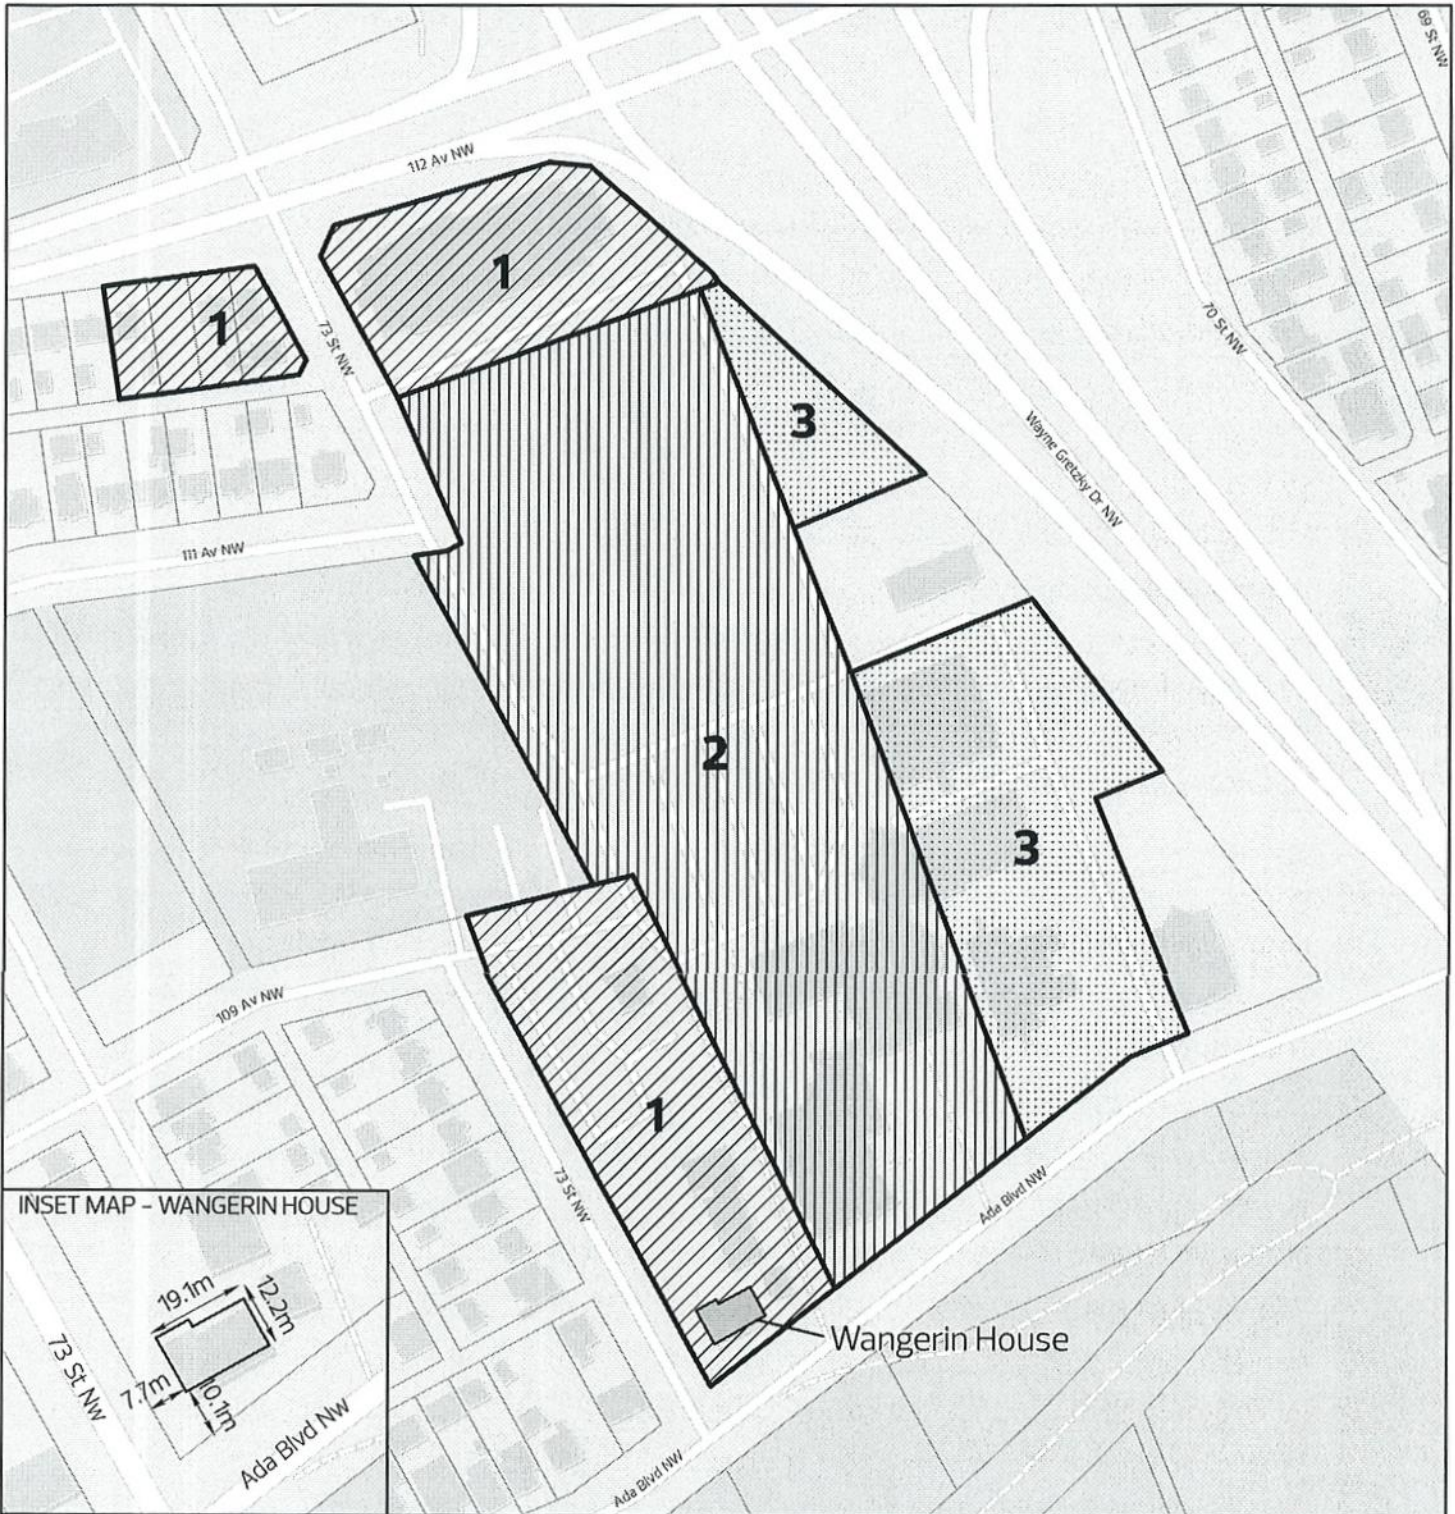 69 St NW
112 Av NW
1
1
73 St NW
70 St NW
3
Wayne Gretzky Dr NW
111 Av NW
2
3
109 Av NW
1
73 St NW
Ada Blvd NW
INSET MAP - WANGERIN HOUSE
19.1m
12.2m
7.7m
10.1m
73 St NW
Ada Blvd Nw
Wangerin House
Ada Blvd NW